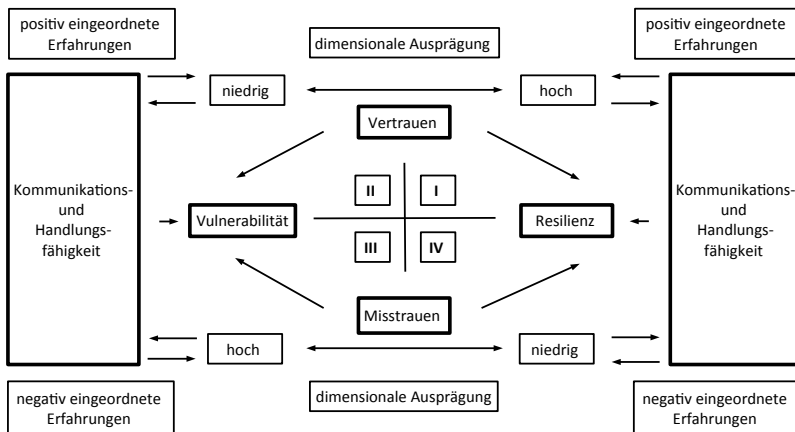 positiv eingeordnete
Erfahrungen
dimensionale Ausprägung
positiv eingeordnete
Erfahrungen
niedrig
hoch
Vertrauen
Kommunikations-
und
Handlungs-
fähigkeit
II
I
Vulnerabilität
Resilienz
Kommunikations-
und
Handlungs-
fähigkeit
III
IV
Misstrauen
hoch
niedrig
negativ eingeordnete
Erfahrungen
dimensionale Ausprägung
negativ eingeordnete
Erfahrungen